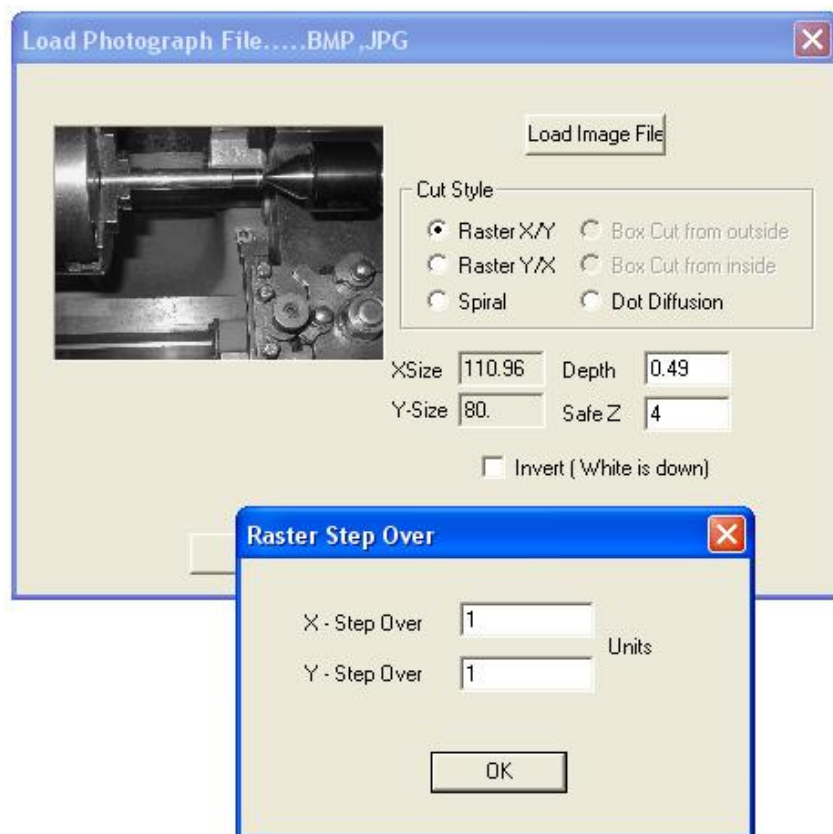 Load Photograph File.....BMP,JPG
Load Image File
Cut Style
Raster X/Y Box Cut from outside
Raster Y/X Box Cut from inside
Spiral Dot Diffusion
XSize 110.96 Depth 0.49
Y-Size 80. Safe Z 4
Invert ( White is down)
Raster Step Over
X - Step Over 1
Units
Y - Step Over 1
OK